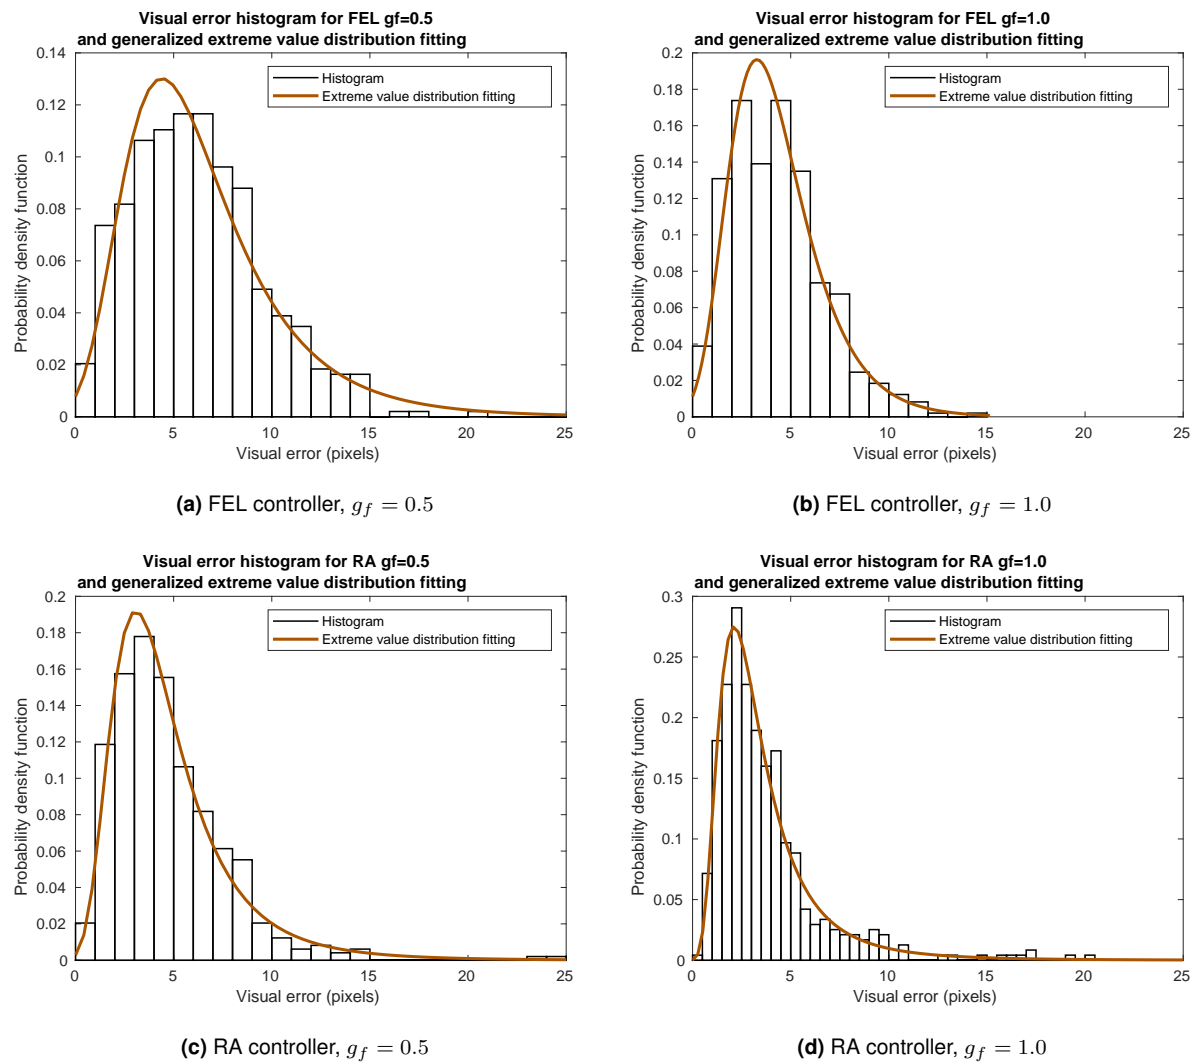 Visual error histogram for FEL gf=0.5
and generalized extreme value distribution fitting
0.14
0.12
0.1
0.08
0.06
0.04
0.02
0
Probability density function
Histogram
Extreme value distribution fitting
0 5 10 15 20 25
Visual error (pixels)
(a) FEL controller, g_f = 0.5
Visual error histogram for FEL gf=1.0
and generalized extreme value distribution fitting
0.2
0.18
0.16
0.14
0.12
0.1
0.08
0.06
0.04
0.02
0
Probability density function
Histogram
Extreme value distribution fitting
0 5 10 15 20 25
Visual error (pixels)
(b) FEL controller, g_f = 1.0
Visual error histogram for RA gf=0.5
and generalized extreme value distribution fitting
0.2
0.18
0.16
0.14
0.12
0.1
0.08
0.06
0.04
0.02
0
Probability density function
Histogram
Extreme value distribution fitting
0 5 10 15 20 25
Visual error (pixels)
(c) RA controller, g_f = 0.5
Visual error histogram for RA gf=1.0
and generalized extreme value distribution fitting
0.3
0.25
0.2
0.15
0.1
0.05
0
Probability density function
Histogram
Extreme value distribution fitting
0 5 10 15 20 25
Visual error (pixels)
(d) RA controller, g_f = 1.0